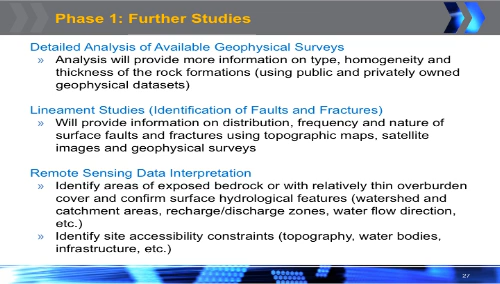 Phase 1: Further Studies
Detailed Analysis of Available Geophysical Surveys
» Analysis will provide more information on type, homogeneity and
thickness of the rock formations (using public and privately owned
geophysical datasets)
Lineament Studies (Identification of Faults and Fractures)
» Will provide information on distribution, frequency and nature of
surface faults and fractures using topographic maps, satellite
images and geophysical surveys
Remote Sensing Data Interpretation
» Identify areas of exposed bedrock or with relatively thin overburden
cover and confirm surface hydrological features (watershed and
catchment areas, recharge/discharge zones, water flow direction,
etc.)
» Identify site accessibility constraints (topography, water bodies,
infrastructure, etc.)
27